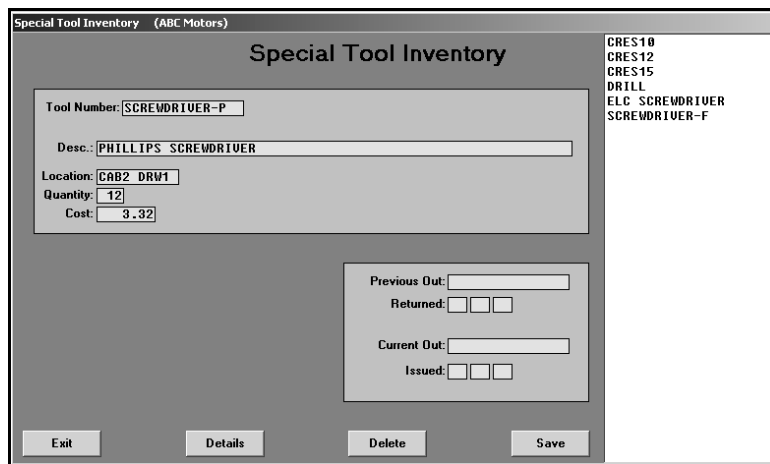 Special Tool Inventory (ABC Motors)
Special Tool Inventory
Tool Number: SCREWDRIVER-P
Desc.: PHILLIPS SCREWDRIVER
Location: CAB2 DRW1
Quantity: 12
Cost: 3.32
Previous Out:
Returned:
Current Out:
Issued:
Exit Details Delete Save
CRES10
CRES12
CRES15
DRILL
ELC SCREWDRIVER
SCREWDRIVER-F